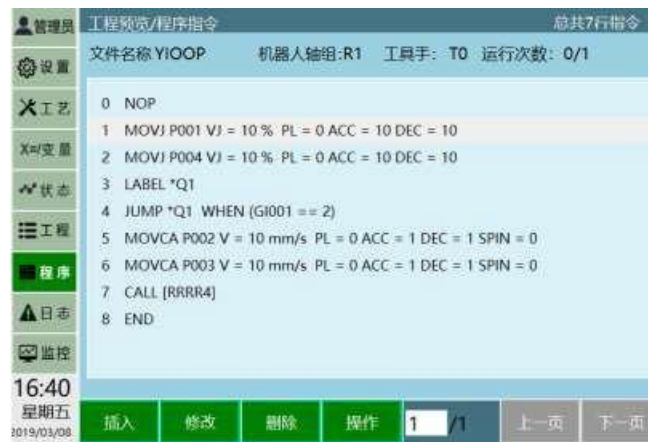 管理员
工程预览/程序指令 总共7行指令
设置
文件名称 YIOOP 机器人轴组:R1 工具手: T0 运行次数: 0/1
工艺
X=/变量
状态
工程
程序
日志
监控
0 NOP
1 MOVJ P001 VJ = 10 % PL = 0 ACC = 10 DEC = 10
2 MOVJ P004 VJ = 10 % PL = 0 ACC = 10 DEC = 10
3 LABEL *Q1
4 JUMP *Q1 WHEN (GI001 == 2)
5 MOVCA P002 V = 10 mm/s PL = 0 ACC = 1 DEC = 1 SPIN = 0
6 MOVCA P003 V = 10 mm/s PL = 0 ACC = 1 DEC = 1 SPIN = 0
7 CALL [RRRR4]
8 END
16:40
星期五
2019/03/08
插入 修改 删除 操作 1 /1 上一页 下一页